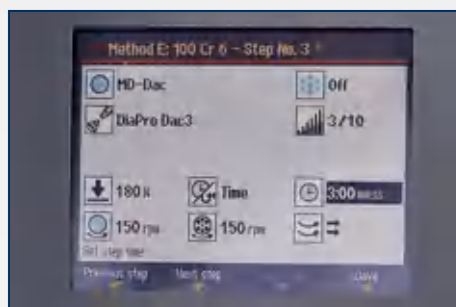 Method E: 100 Cr 6 - Step No. 3
MD-Dac
Off
DiaPro Dac3
3/10
180 N
Time
3:00 mm:ss
150 rpm
150 rpm
Set step time
Previous step
Next step
Save